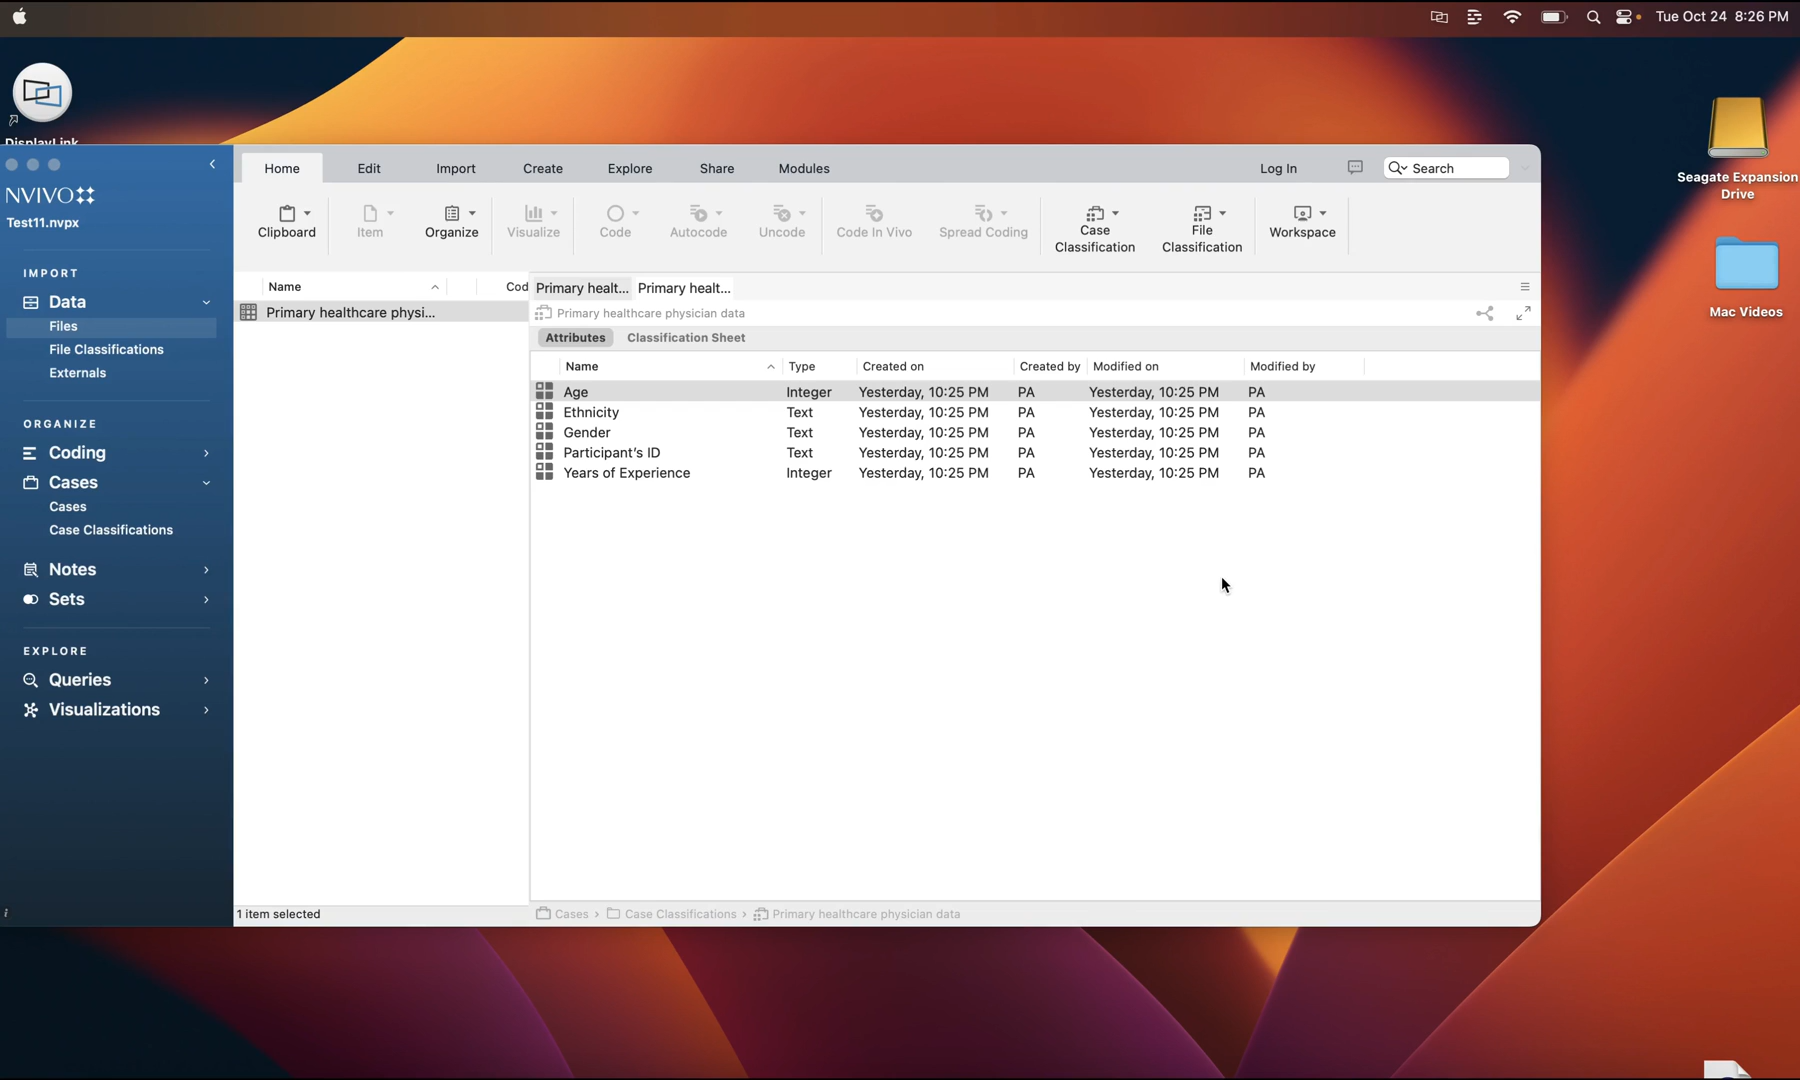 Tue Oct 24 8:26 PM
Seagate Expansion
Drive
Mac Videos
NVIVO
Test11.nvpx
IMPORT
Data
Files
File Classifications
Externals
ORGANIZE
Coding
Cases
Cases
Case Classifications
Notes
Sets
EXPLORE
Queries
Visualizations
Home Edit Import Create Explore Share Modules Log In Search
Clipboard Item Organize Visualize Code Autocode Uncode Code In Vivo Spread Coding Case Classification File Classification Workspace
Name Cod
Primary healthcare physi...
1 item selected
Primary healt... Primary healt...
Primary healthcare physician data
Attributes Classification Sheet
Name Type Created on Created by Modified on Modified by
Age Integer Yesterday, 10:25 PM PA Yesterday, 10:25 PM PA
Ethnicity Text Yesterday, 10:25 PM PA Yesterday, 10:25 PM PA
Gender Text Yesterday, 10:25 PM PA Yesterday, 10:25 PM PA
Participant's ID Text Yesterday, 10:25 PM PA Yesterday, 10:25 PM PA
Years of Experience Integer Yesterday, 10:25 PM PA Yesterday, 10:25 PM PA
Cases › Case Classifications › Primary healthcare physician data